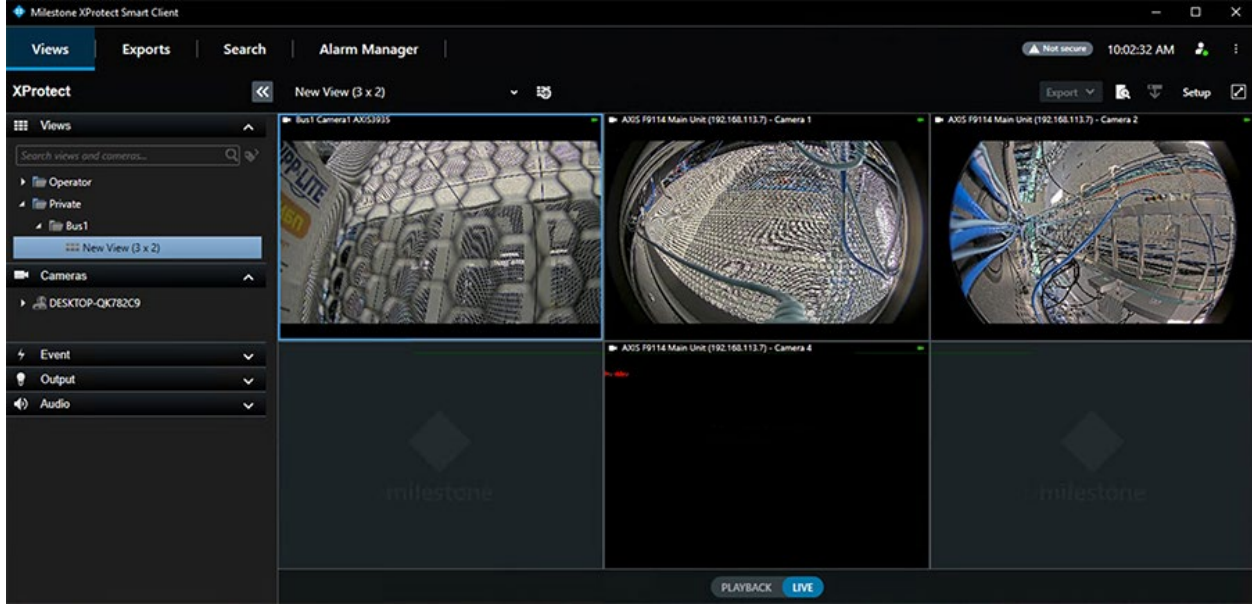 Milestone XProtect Smart Client
Views Exports Search Alarm Manager
Not secure 10:02:32 AM
XProtect
New View (3 x 2)
Export Setup
Views
Search views and cameras...
Operator
Private
Bus1
New View (3 x 2)
Cameras
DESKTOP-QK782C9
Event
Output
Audio
Bus1 Camera1 AXIS3935
AXIS F9114 Main Unit (192.168.113.7) - Camera 1
AXIS F9114 Main Unit (192.168.113.7) - Camera 2
AXIS F9114 Main Unit (192.168.113.7) - Camera 4
milestone
milestone
PLAYBACK LIVE